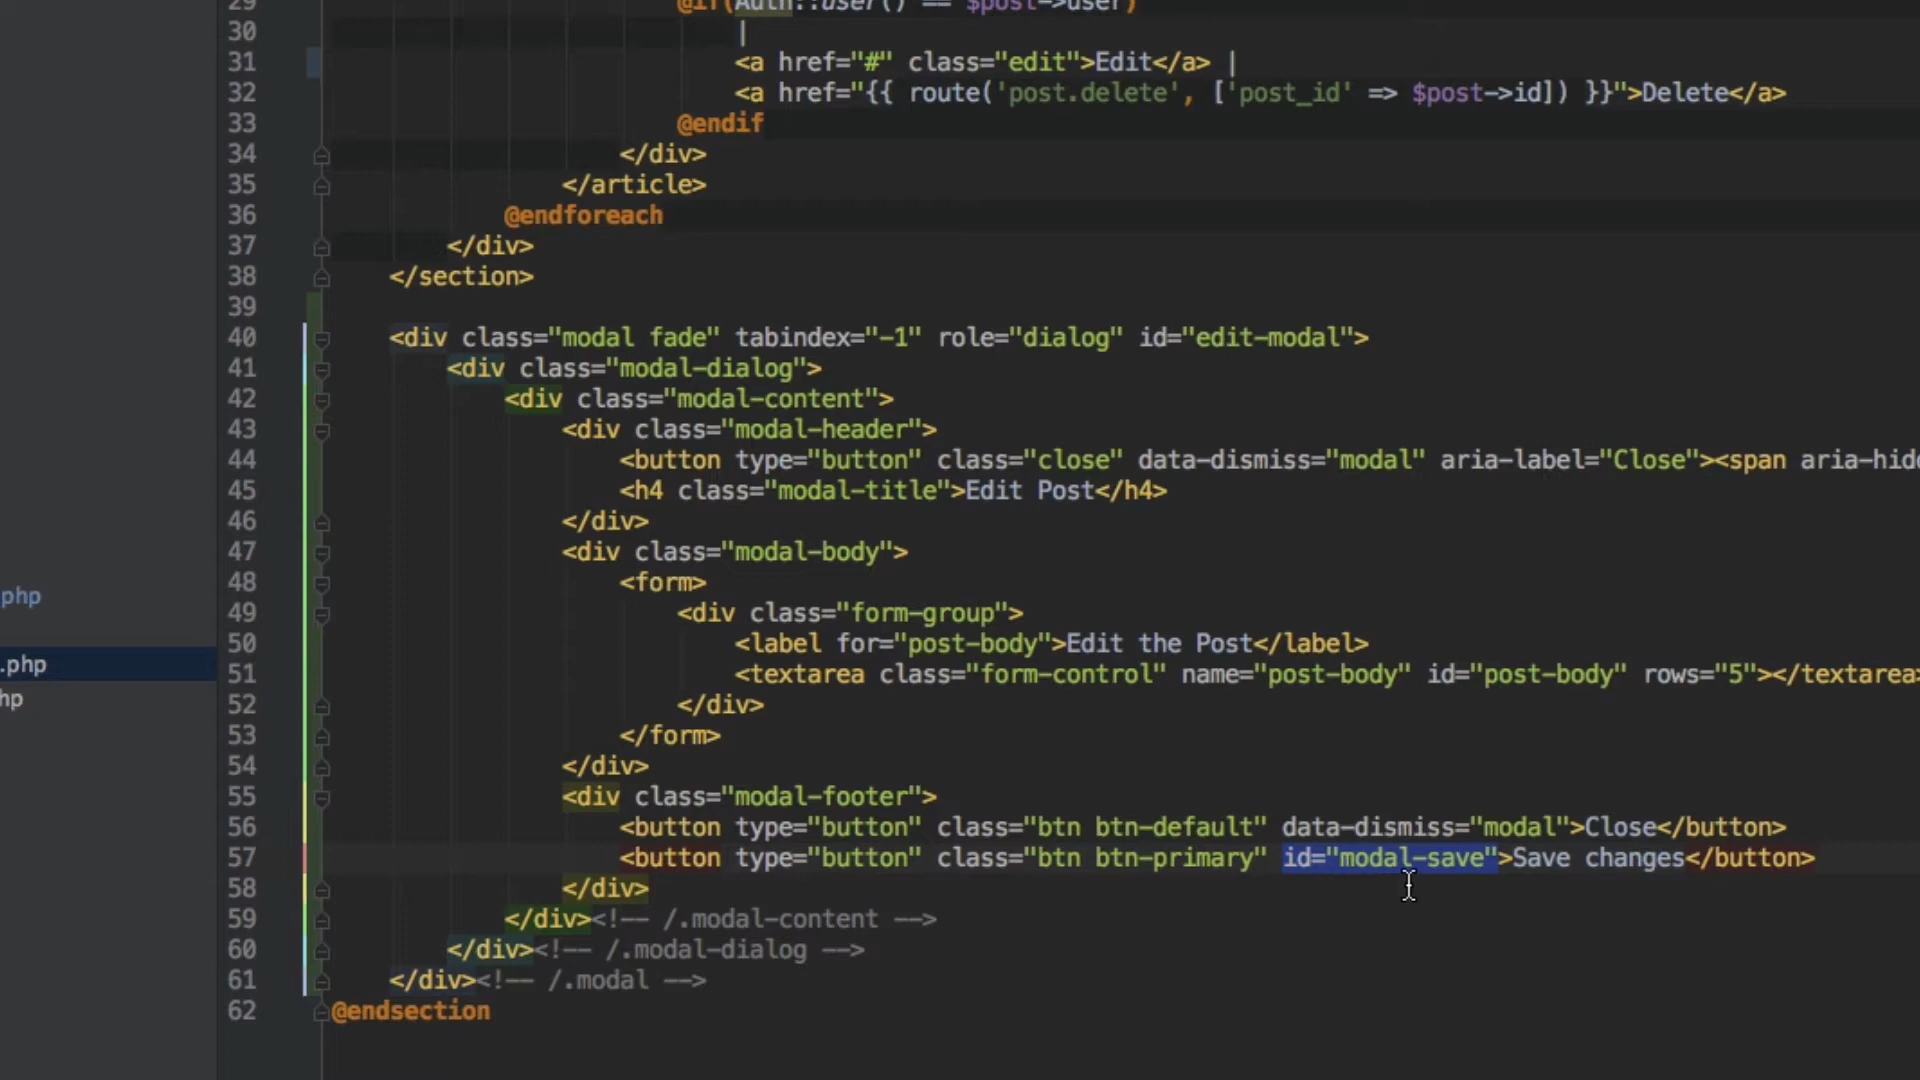 29 @if(Auth::user() == $post->user)
30 |
31 <a href="#" class="edit">Edit</a> |
32 <a href="{{ route('post.delete', ['post_id' => $post->id]) }}">Delete</a>
33 @endif
34 </div>
35 </article>
36 @endforeach
37 </div>
38 </section>
39
40 <div class="modal fade" tabindex="-1" role="dialog" id="edit-modal">
41 <div class="modal-dialog">
42 <div class="modal-content">
43 <div class="modal-header">
44 <button type="button" class="close" data-dismiss="modal" aria-label="Close"><span
45 <h4 class="modal-title">Edit Post</h4>
46 </div>
47 <div class="modal-body">
48 <form>
49 <div class="form-group">
50 <label for="post-body">Edit the Post</label>
51 <textarea class="form-control" name="post-body" id="post-body" rows="5"></textarea>
52 </div>
53 </form>
54 </div>
55 <div class="modal-footer">
56 <button type="button" class="btn btn-default" data-dismiss="modal">Close</button>
57 <button type="button" class="btn btn-primary" id="modal-save">Save changes</button>
58 </div>
59 </div><!-- /.modal-content -->
60 </div><!-- /.modal-dialog -->
61 </div><!-- /.modal -->
62 @endsection
.php
.php
hp